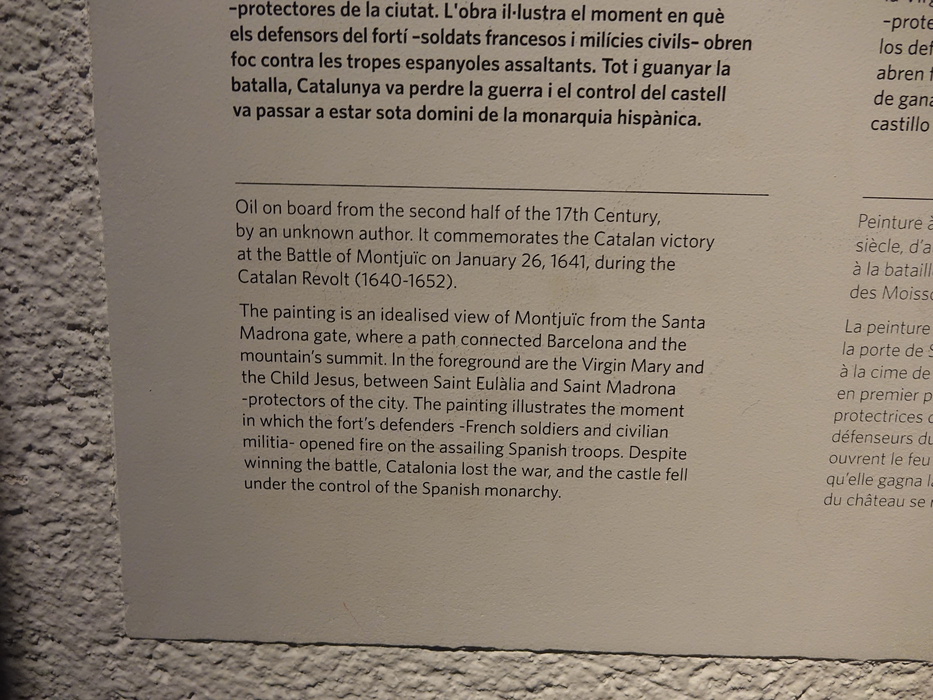 -protectores de la ciutat. L'obra il·lustra el moment en què
els defensors del fortí –soldats francesos i milícies civils– obren
foc contra les tropes espanyoles assaltants. Tot i guanyar la
batalla, Catalunya va perdre la guerra i el control del castell
va passar a estar sota domini de la monarquia hispànica.
Oil on board from the second half of the 17th Century,
by an unknown author. It commemorates the Catalan victory
at the Battle of Montjuïc on January 26, 1641, during the
Catalan Revolt (1640-1652).
The painting is an idealised view of Montjuïc from the Santa
Madrona gate, where a path connected Barcelona and the
mountain's summit. In the foreground are the Virgin Mary and
the Child Jesus, between Saint Eulàlia and Saint Madrona
-protectors of the city. The painting illustrates the moment
in which the fort's defenders -French soldiers and civilian
militia- opened fire on the assailing Spanish troops. Despite
winning the battle, Catalonia lost the war, and the castle fell
under the control of the Spanish monarchy.
-prote
los def
abren f
de gana
castillo
Peinture à
siècle, d'a
à la bataill
des Moiss
La peinture
la porte de S
à la cime de
en premier p
protectrices
défenseurs du
ouvrent le feu
qu'elle gagna l
du château se